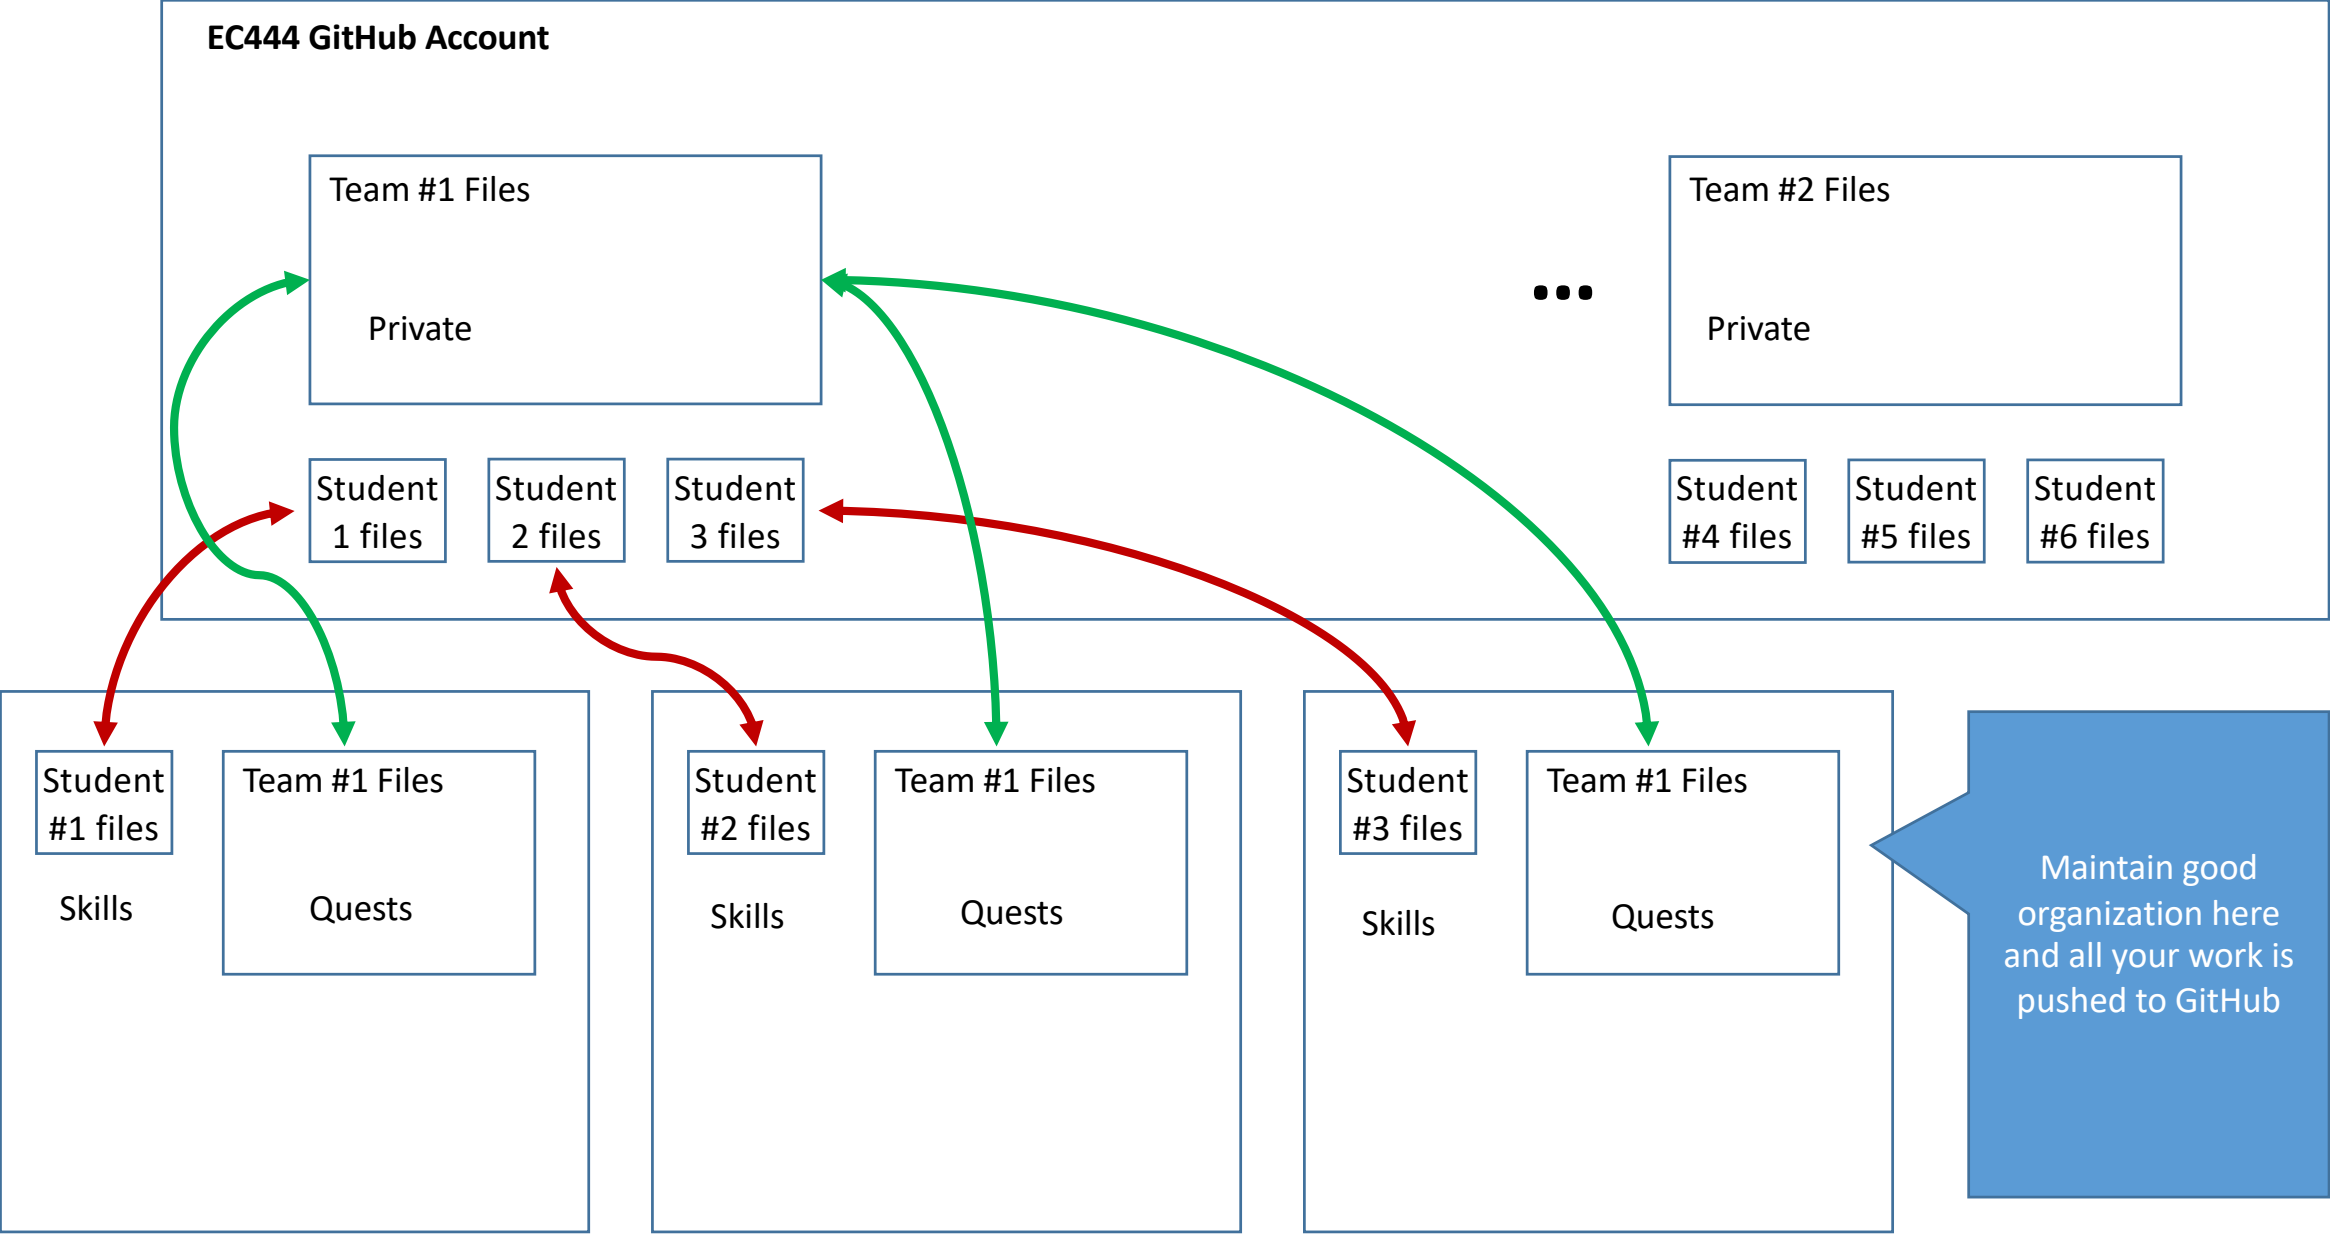 EC444 GitHub Account
Team #1 Files
Private
...
Team #2 Files
Private
Student
1 files
Student
2 files
Student
3 files
Student
#4 files
Student
#5 files
Student
#6 files
Student
#1 files
Skills
Team #1 Files
Quests
Student
#2 files
Skills
Team #1 Files
Quests
Student
#3 files
Skills
Team #1 Files
Quests
Maintain good
organization here
and all your work is
pushed to GitHub